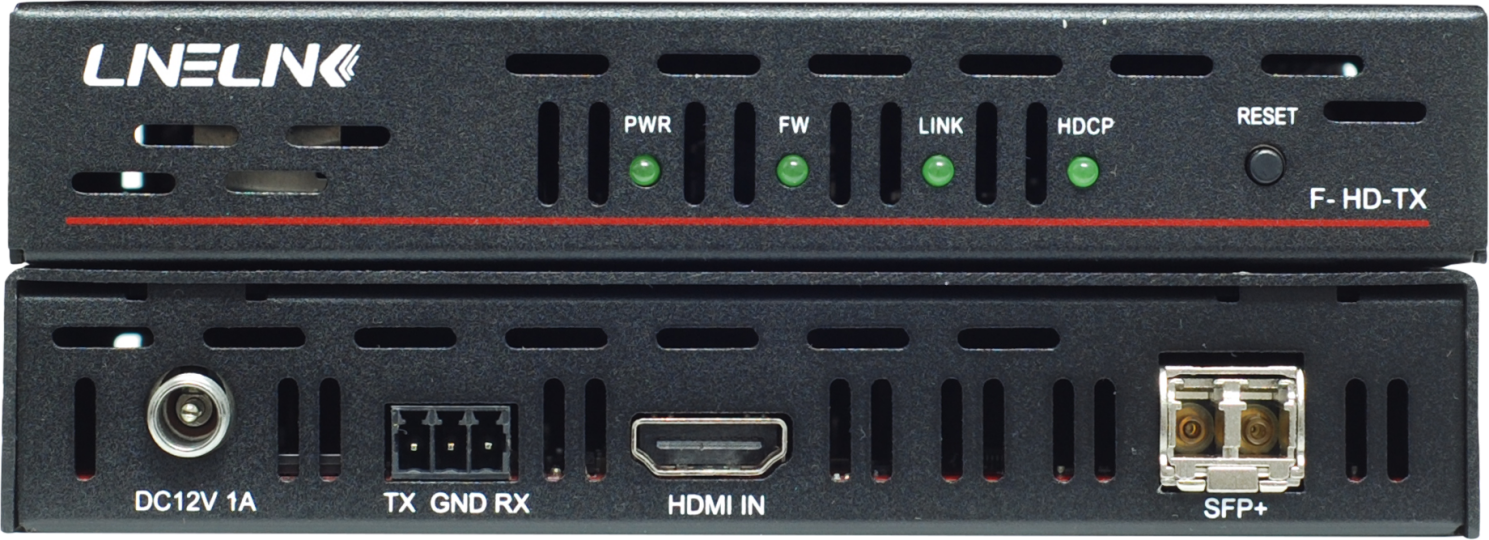 LINELINK
PWR FW LINK HDCP RESET
F- HD-TX
DC12V 1A TX GND RX HDMI IN SFP+